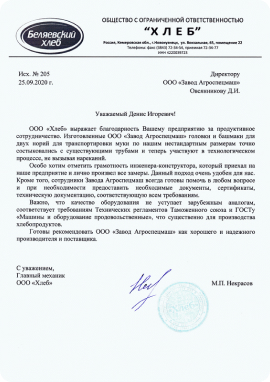 Беляевский
хлеб
ОБЩЕСТВО С ОГРАНИЧЕННОЙ ОТВЕТСТВЕННОСТЬЮ
"ХЛЕБ"
Россия, Кемеровская обл., г.Новокузнецк, ул. Вокзальная, 65, помещение 22
Исх. № 205
25.09.2020 г.
Директору
ООО «Завод Агроспецмаш»
Овсянникову Д.И.
Уважаемый Денис Игоревич!
ООО «Хлеб» выражает благодарность Вашему предприятию за продуктивное
сотрудничество. Изготовленные ООО «Завод Агроспецмаш» головки и башмаки для
двух норий для транспортировки муки по нашим нестандартным размерам точно
состыковались с существующими трубами и теперь участвуют в технологическом
процессе, не вызывая нареканий.
Особо хотим отметить грамотность инженера-конструктора, который приехал на
наше предприятие и лично произвел все замеры. Данный подход очень удобен для нас.
Кроме того, сотрудники Завода Агроспецмаш всегда готовы помочь в любом вопросе
и при необходимости предоставить необходимые документы, сертификаты,
техническую документацию, соответствующую всем требованиям.
Важно, что качество оборудования не уступает зарубежным аналогам,
соответствует требованиям Технических регламентов Таможенного союза и ГОСТу
«Машины и оборудование продовольственные», что существенно для производства
хлебопродуктов.
Готовы рекомендовать ООО «Завод Агроспецмаш» как хорошего и надежного
производителя и поставщика.
С уважением,
Главный механик
ООО «Хлеб»
М.П. Некрасов